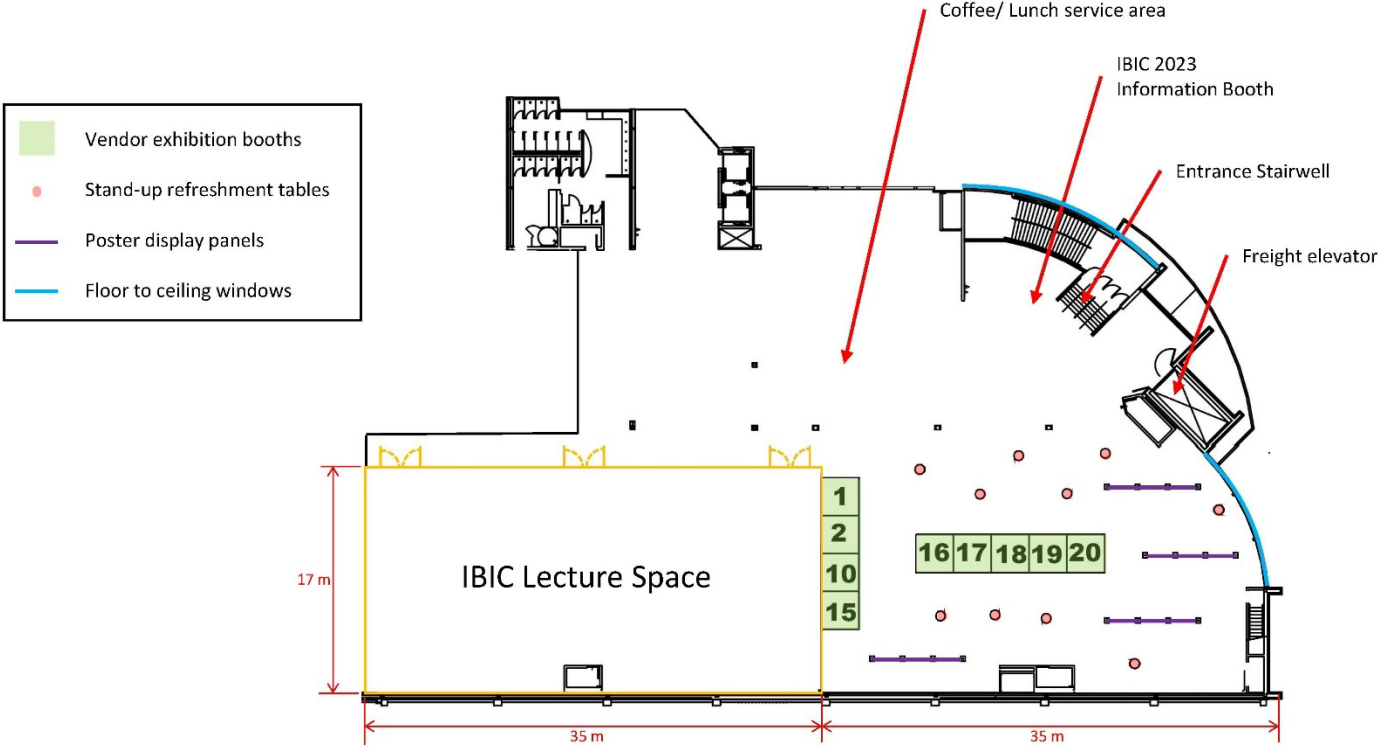 Coffee/ Lunch service area
IBIC 2023
Information Booth
Entrance Stairwell
Freight elevator
Vendor exhibition booths
Stand-up refreshment tables
Poster display panels
Floor to ceiling windows
1
2
10
15
16 17 18 19 20
IBIC Lecture Space
17 m
35 m
35 m